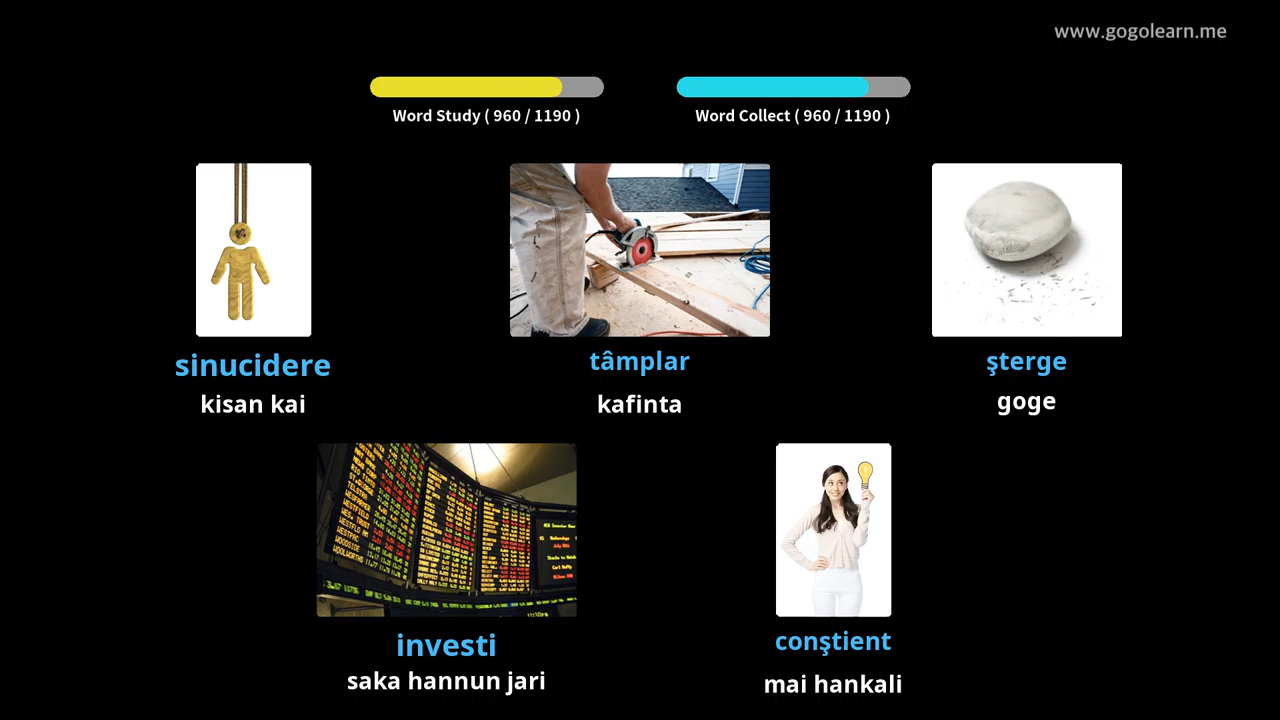 www.gogolearn.me
Word Study ( 960 / 1190 )
Word Collect ( 960 / 1190 )
sinucidere
kisan kai
tâmplar
kafinta
şterge
goge
investi
saka hannun jari
conştient
mai hankali